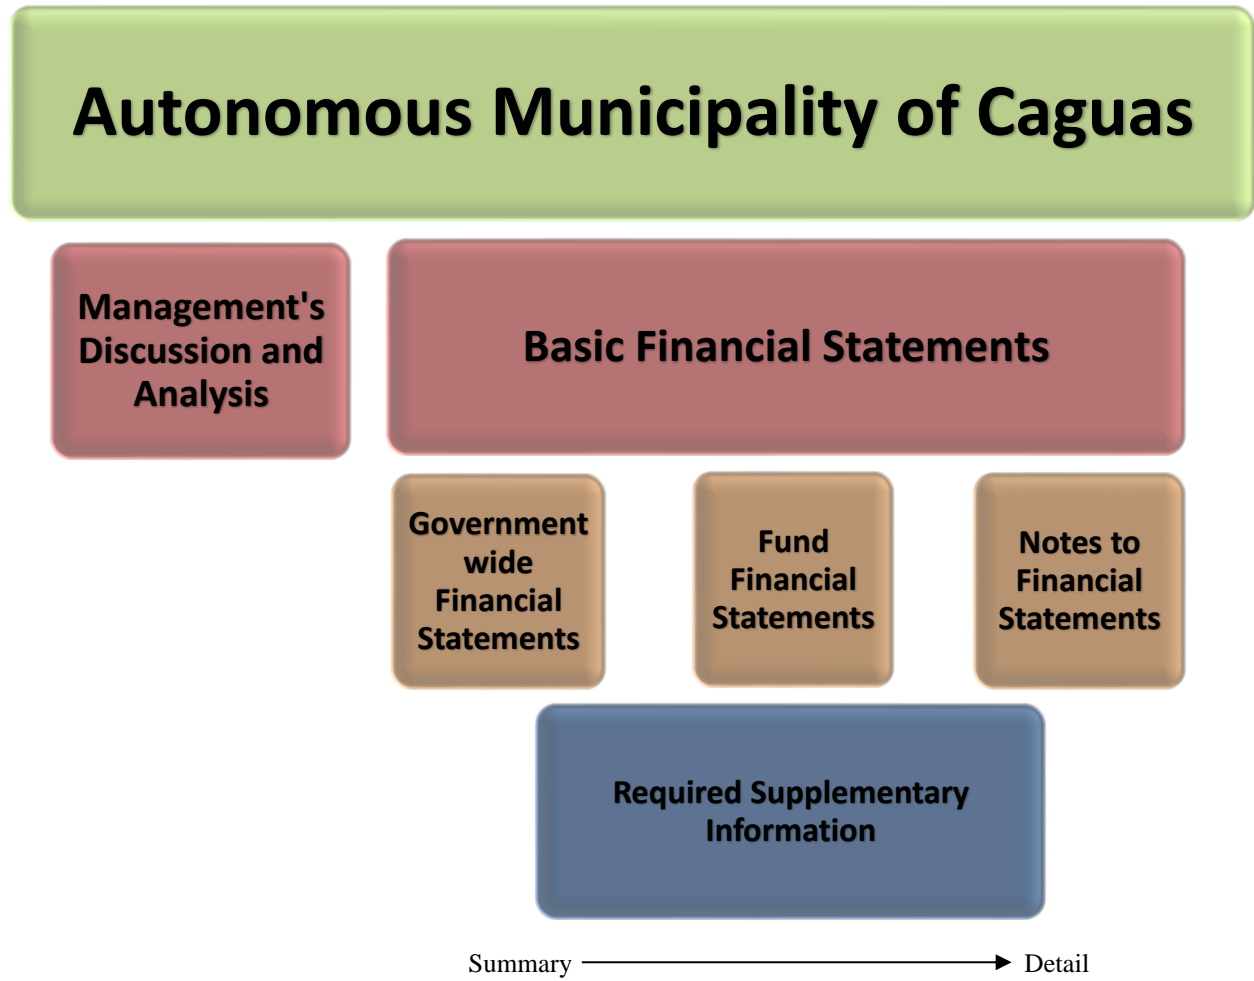 Autonomous Municipality of Caguas
Management's
Discussion and
Analysis
Basic Financial Statements
Government
wide
Financial
Statements
Fund
Financial
Statements
Notes to
Financial
Statements
Required Supplementary
Information
Summary
Detail